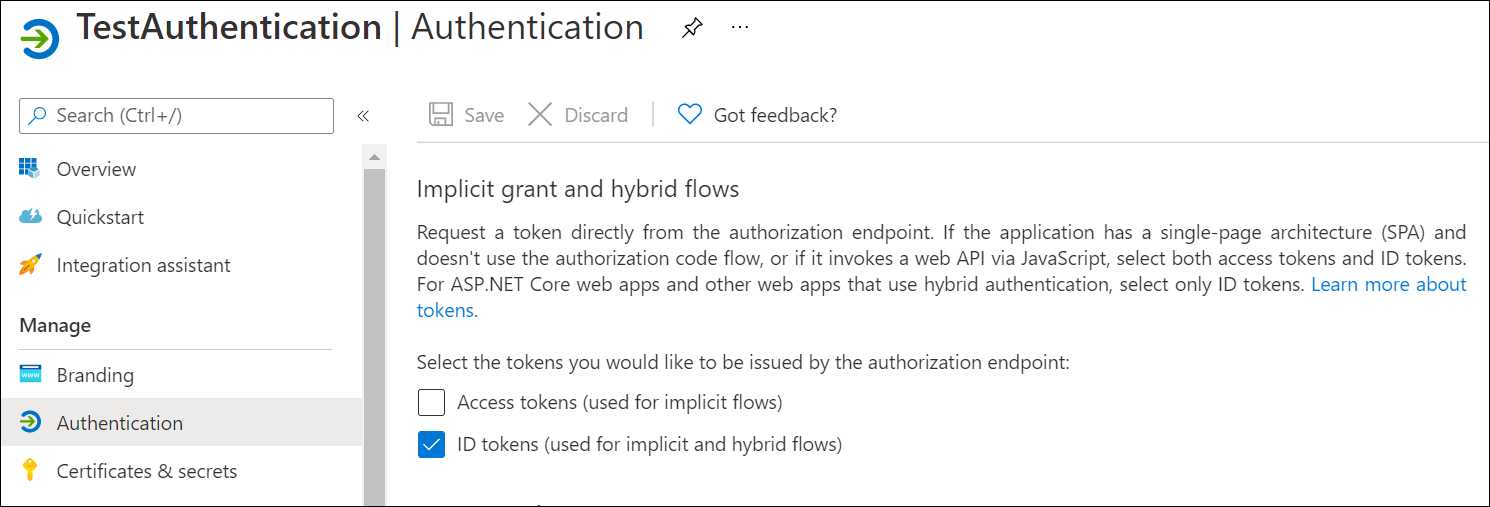 TestAuthentication | Authentication
Search (Ctrl+/)
Overview
Quickstart
Integration assistant
Manage
Branding
Authentication
Certificates & secrets
Save Discard Got feedback?
Implicit grant and hybrid flows
Request a token directly from the authorization endpoint. If the application has a single-page architecture (SPA) and
doesn't use the authorization code flow, or if it invokes a web API via JavaScript, select both access tokens and ID tokens.
For ASP.NET Core web apps and other web apps that use hybrid authentication, select only ID tokens. Learn more about
tokens.
Select the tokens you would like to be issued by the authorization endpoint:
Access tokens (used for implicit flows)
ID tokens (used for implicit and hybrid flows)